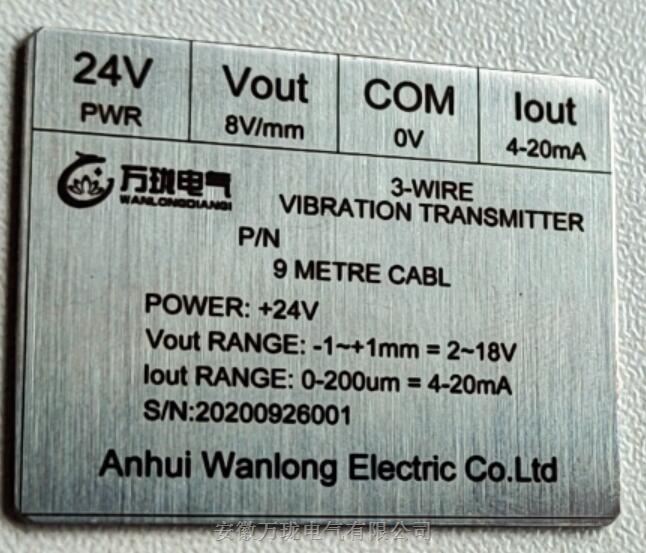 24V Vout COM Iout
PWR 8V/mm 0V 4-20mA
万珑电气
WANLONGDIANQI
3-WIRE
VIBRATION TRANSMITTER
P/N
9 METRE CABL
POWER: +24V
Vout RANGE: -1~+1mm = 2~18V
Iout RANGE: 0-200um = 4-20mA
S/N:20200926001
Anhui Wanlong Electric Co.Ltd
安徽万珑电气有限公司